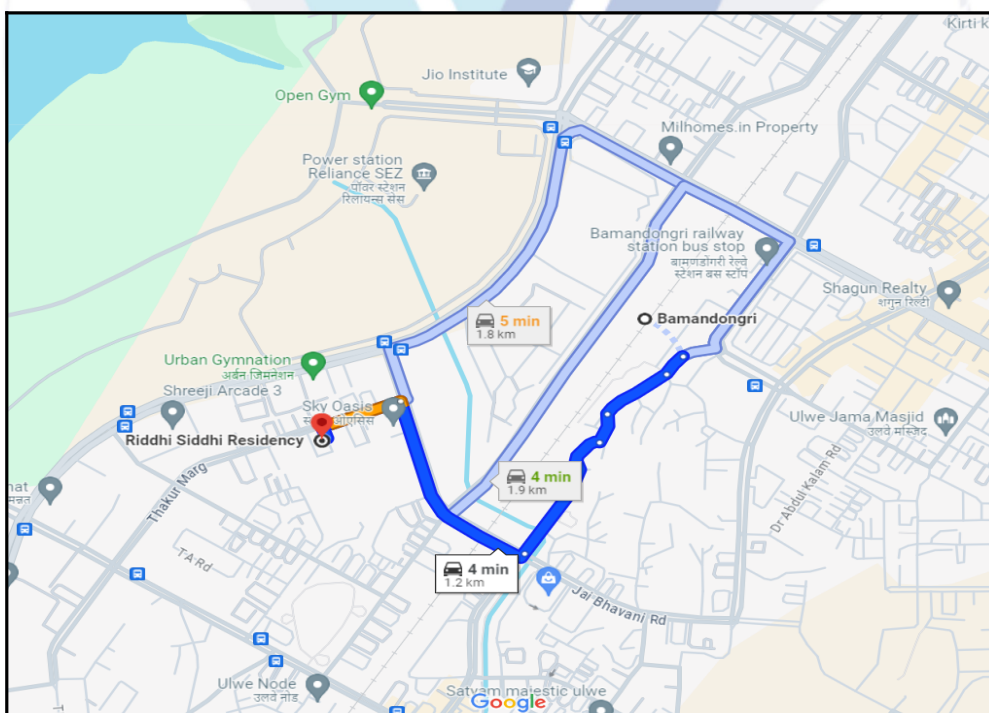 Kirti k
Jio Institute
Open Gym
Milhomes.in Property
Power station
Reliance SEZ
पॉवर स्टेशन
रिलायन्स सेस
Bamandongri railway
station bus stop
बामणडोंगरी रेल्वे
स्टेशन बस स्टॉप
Shagun Realty
शगुन रिल्टी
5 min
1.8 km
Bamandongri
Urban Gymnation
अर्बन जिमनेशन
Shreeji Arcade 3
Sky Oasis
Riddhi Siddhi Residency
Ulwe Jama Masjid
उलवे मस्जिद
Thakur Marg
4 min
1.9 km
Dr Abdul Kalam Rd
nat
T A Rd
4 min
1.2 km
Jai Bhavani Rd
Ulwe Node
उलवे नोड
Satyam majestic ulwe
Google